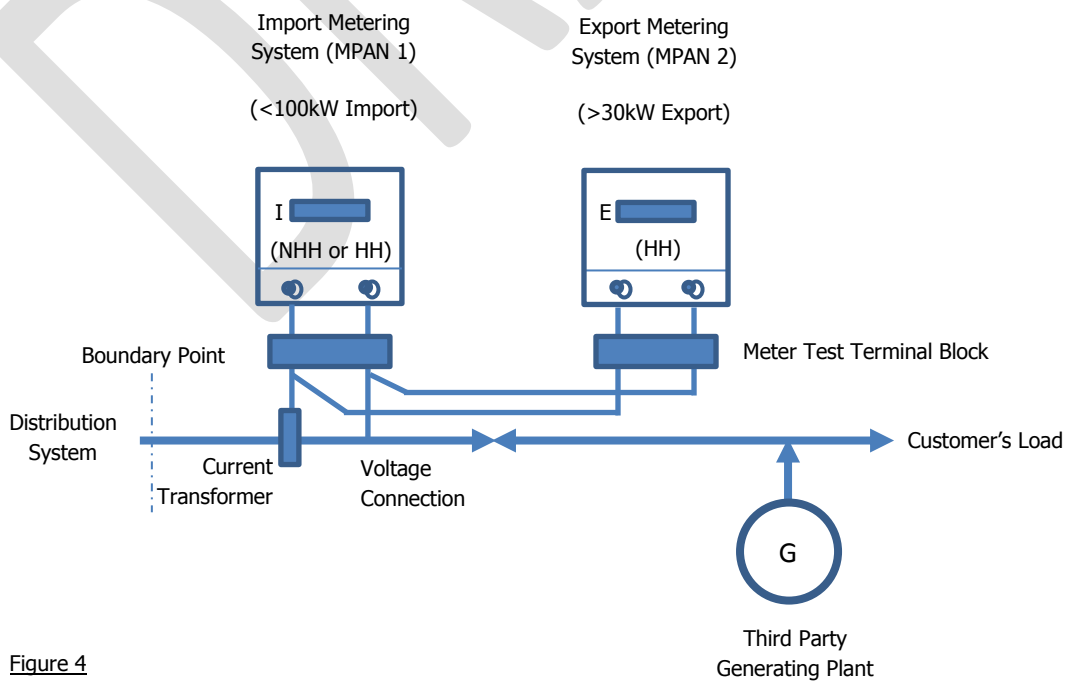 Import Metering
System (MPAN 1)
(<100kW Import)
Export Metering
System (MPAN 2)
(>30kW Export)
I
(NHH or HH)
E
(HH)
Boundary Point
Meter Test Terminal Block
Distribution
System
Current
Transformer
Voltage
Connection
Customer's Load
G
Third Party
Generating Plant
Figure 4